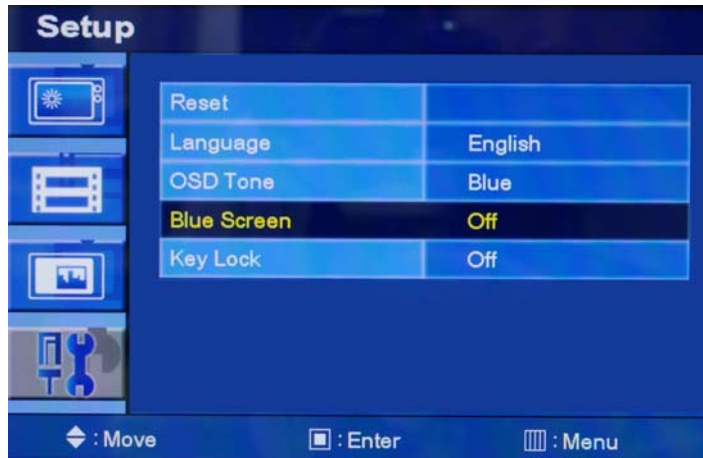 Setup
Reset
Language English
OSD Tone Blue
Blue Screen Off
Key Lock Off
: Move : Enter : Menu